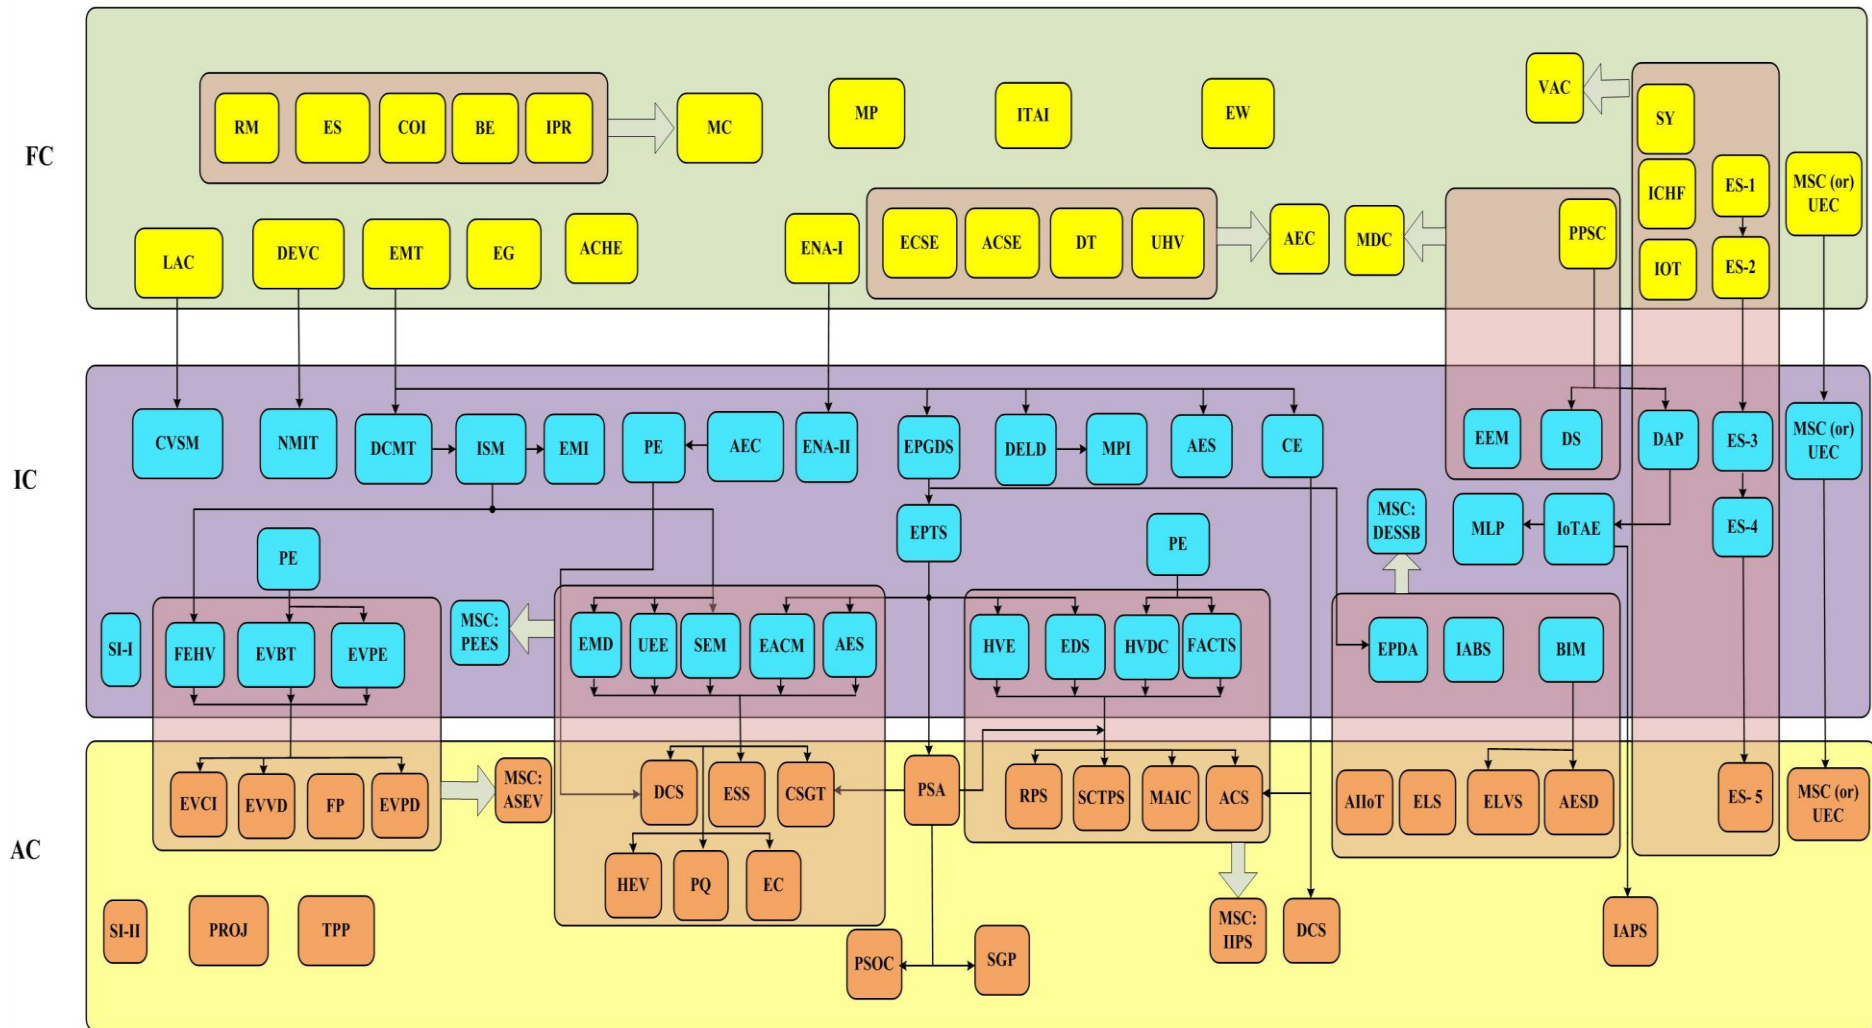 FC
RM
ES
COI
BE
IPR
MC
MP
ITAI
EW
VAC
SY
ICHF
IOT
ES-1
ES-2
MSC (or)
UEC
LAC
DEVC
EMT
EG
ACHE
ENA-I
ECSE
ACSE
DT
UHV
AEC
MDC
PPSC
IC
CVSM
NMIT
DCMT
ISM
EMI
PE
AEC
ENA-II
EPGDS
DELD
MPI
AES
CE
EEM
DS
DAP
ES-3
MSC (or)
UEC
PE
EPTS
PE
MSC:
DESSB
MLP
IoTAE
ES-4
SI-I
FEHV
EVBT
EVPE
MSC:
PEES
EMD
UEE
SEM
EACM
AES
HVE
EDS
HVDC
FACTS
EPDA
IABS
BIM
AC
EVCI
EVVD
FP
EVPD
MSC:
ASEV
DCS
ESS
CSGT
PSA
RPS
SCTPS
MAIC
ACS
AIIoT
ELS
ELVS
AESD
ES- 5
MSC (or)
UEC
HEV
PQ
EC
SI-II
PROJ
TPP
PSOC
SGP
MSC:
IIPS
DCS
IAPS